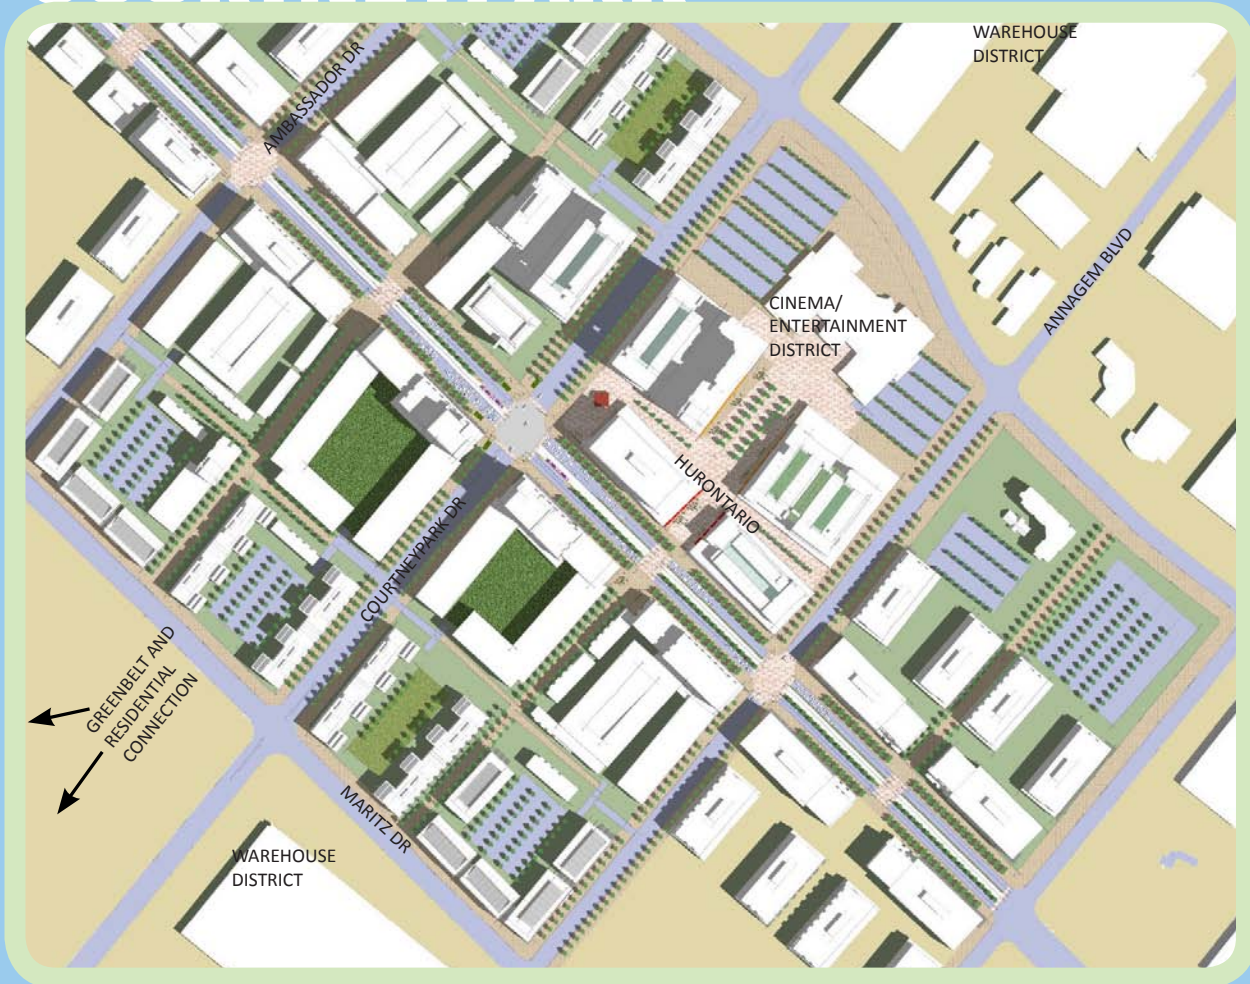 WAREHOUSE
DISTRICT
AMBASSADOR DR
ANNAGEM BLVD
CINEMA/
ENTERTAINMENT
DISTRICT
HURONTARIO
COURTNEYPARK DR
GREENBELT AND
RESIDENTIAL
CONNECTION
MARITZ DR
WAREHOUSE
DISTRICT